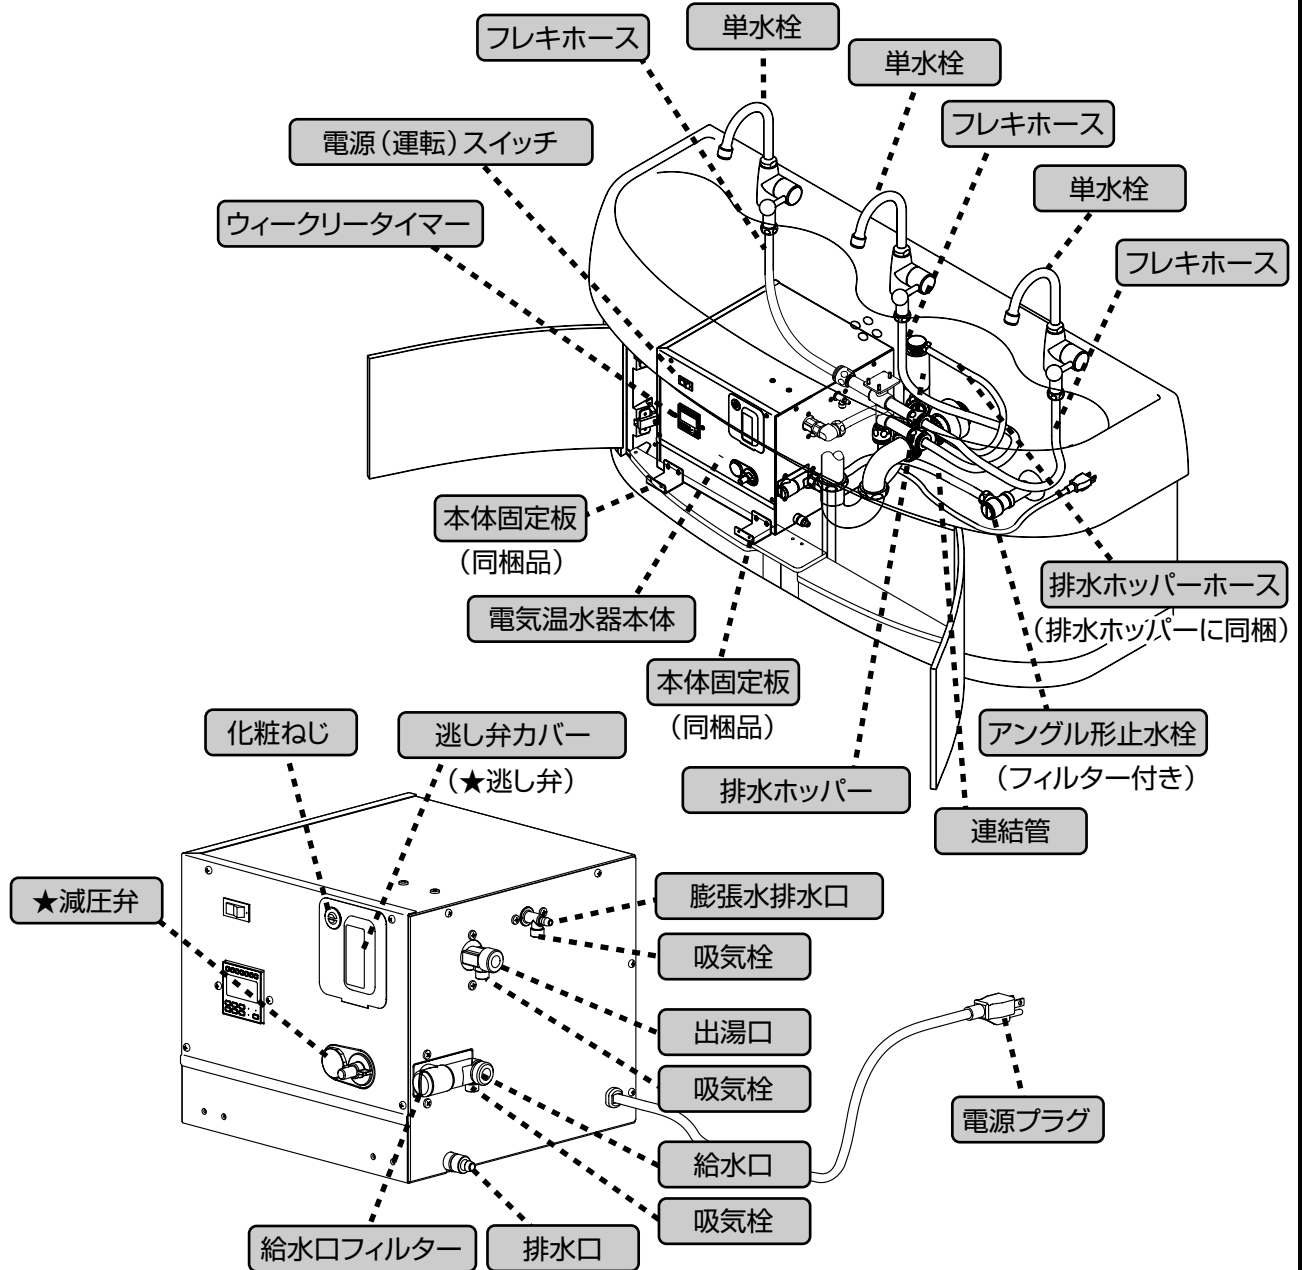 フレキホース
単水栓
単水栓
フレキホース
電源(運転)スイッチ
単水栓
ウィークリータイマー
フレキホース
本体固定板
(同梱品)
排水ホッパーホース
(排水ホッパーに同梱)
電気温水器本体
本体固定板
(同梱品)
化粧ねじ
逃し弁カバー
(★逃し弁)
アングル形止水栓
(フィルター付き)
排水ホッパー
連結管
★減圧弁
膨張水排水口
吸気栓
出湯口
吸気栓
電源プラグ
給水口
吸気栓
給水口フィルター
排水口